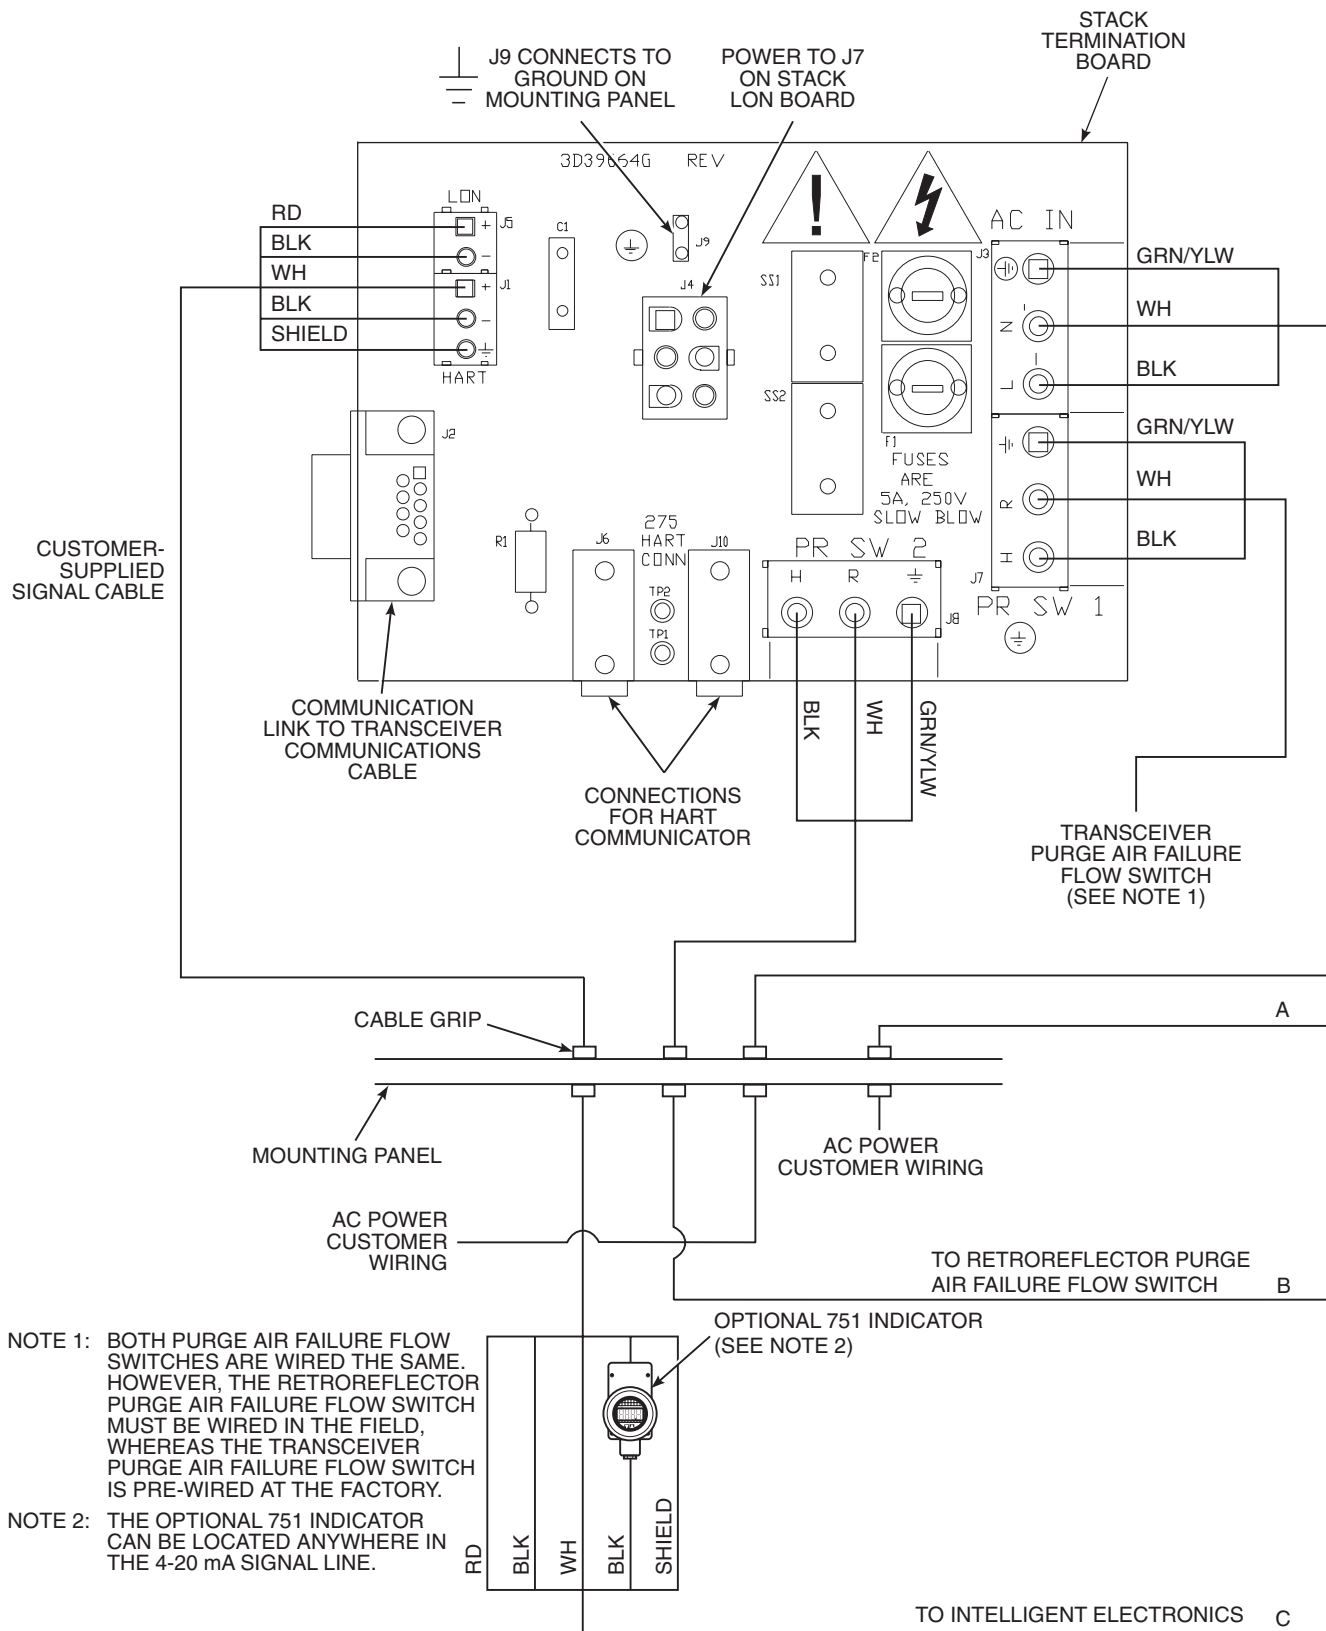 STACK
TERMINATION
BOARD
J9 CONNECTS TO
GROUND ON
MOUNTING PANEL
POWER TO J7
ON STACK
LON BOARD
3D39664G REV
LON
RD
BLK
WH
BLK
SHIELD
+ J5
-
+ J1
-
HART
C1
J9
J4
SS1
SS2
F2
F1
FUSES
ARE
5A, 250V
SLOW BLOW
!
AC IN
J3
N
L
GRN/YLW
WH
BLK
GRN/YLW
WH
BLK
R
H
J7
PR SW 1
J2
R1
275
HART
CONN
J6
J10
TP2
TP1
PR SW 2
H R
J8
BLK
WH
GRN/YLW
CUSTOMER-
SUPPLIED
SIGNAL CABLE
COMMUNICATION
LINK TO TRANSCEIVER
COMMUNICATIONS
CABLE
CONNECTIONS
FOR HART
COMMUNICATOR
TRANSCEIVER
PURGE AIR FAILURE
FLOW SWITCH
(SEE NOTE 1)
CABLE GRIP
A
MOUNTING PANEL
AC POWER
CUSTOMER WIRING
AC POWER
CUSTOMER
WIRING
TO RETROREFLECTOR PURGE
AIR FAILURE FLOW SWITCH B
OPTIONAL 751 INDICATOR
(SEE NOTE 2)
NOTE 1: BOTH PURGE AIR FAILURE FLOW
SWITCHES ARE WIRED THE SAME.
HOWEVER, THE RETROREFLECTOR
PURGE AIR FAILURE FLOW SWITCH
MUST BE WIRED IN THE FIELD,
WHEREAS THE TRANSCEIVER
PURGE AIR FAILURE FLOW SWITCH
IS PRE-WIRED AT THE FACTORY.
NOTE 2: THE OPTIONAL 751 INDICATOR
CAN BE LOCATED ANYWHERE IN
THE 4-20 mA SIGNAL LINE.
RD
BLK
WH
BLK
SHIELD
TO INTELLIGENT ELECTRONICS C